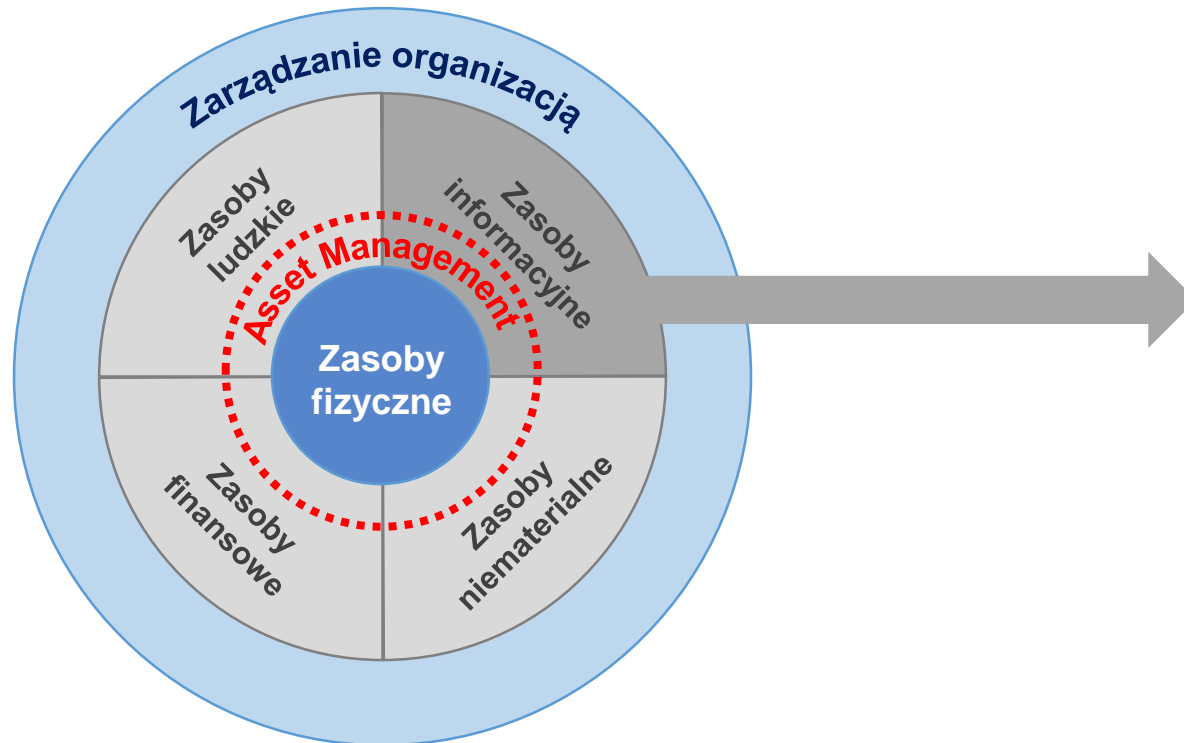 Zarządzanie organizacją
Zasoby
ludzkie
Zasoby
informacyjne
Asset Management
Zasoby
fizyczne
Zasoby
finansowe
Zasoby
niematerialne